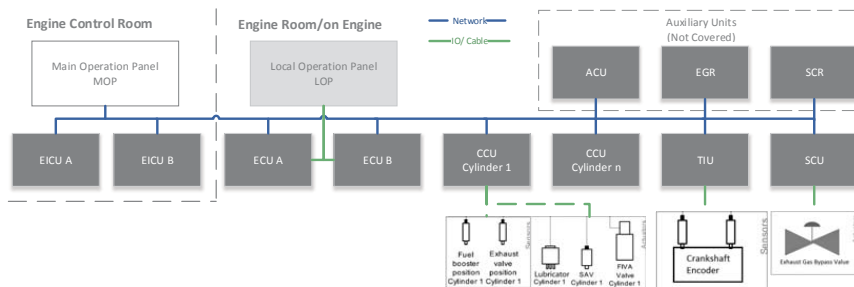 Engine Control Room
Engine Room/on Engine
Network
IO/ Cable
Auxiliary Units
(Not Covered)
Main Operation Panel
MOP
Local Operation Panel
LOP
ACU
EGR
SCR
EICU A
EICU B
ECU A
ECU B
CCU
Cylinder 1
CCU
Cylinder n
TIU
SCU
Sensors
Fuel
booster
position
Cylinder 1
Exhaust
valve
position
Cylinder 1
Actuators
Lubricator
Cylinder 1
SAV
Cylinder 1
FIVA
Valve
Cylinder 1
Sensors
Crankshaft
Encoder
Exhaust Gas Bypass Valve